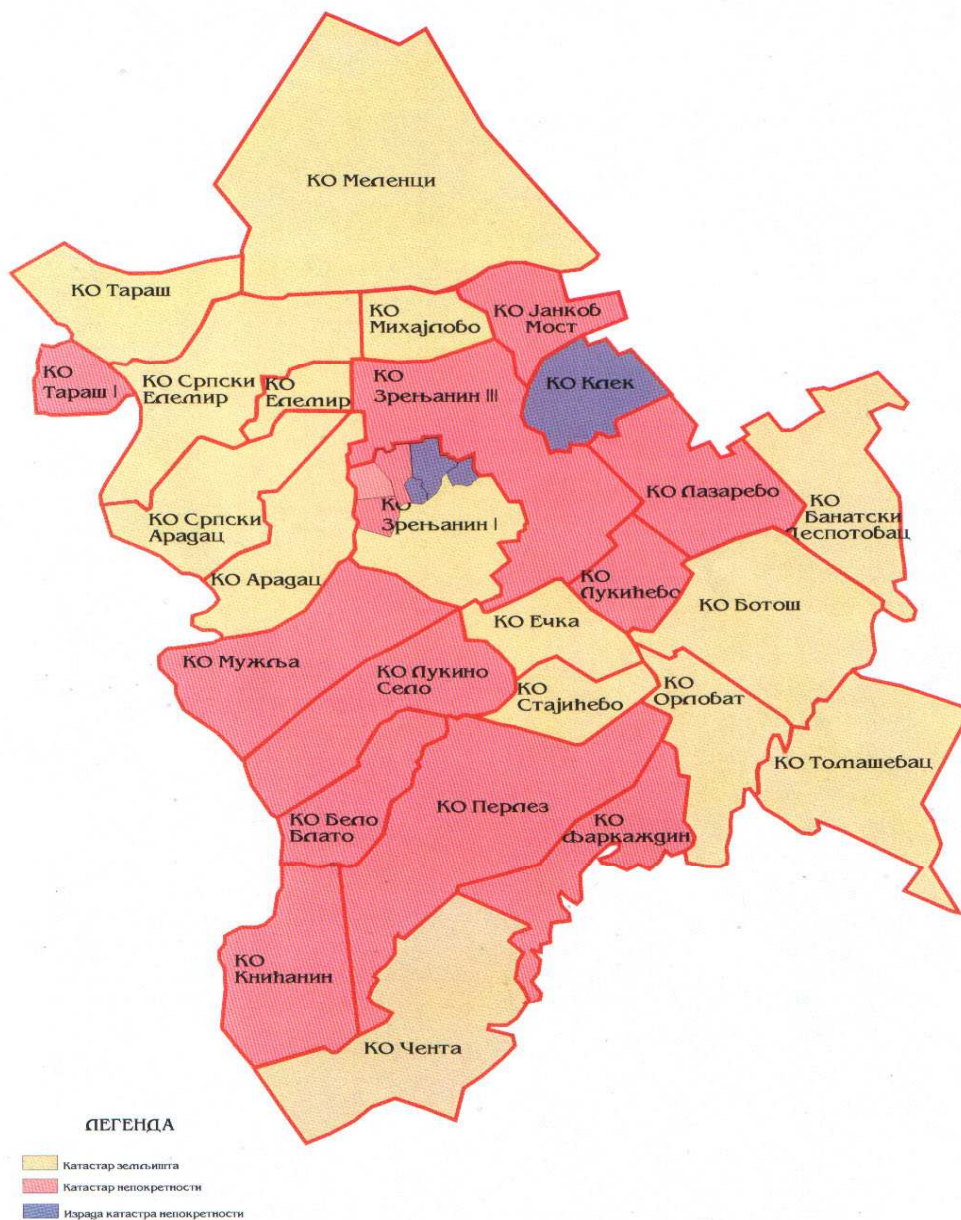 КО Меленци
КО Тараш
КО
Михајлово
КО Јанков
Мост
КО
Тараш I
КО Српски
Елемир
КО
Елемир
КО
Зрењанин III
КО Клек
КО Српски
Арадац
КО
Зрењанин I
КО Лазарево
КО
Банатски
Деспотовац
КО Арадац
КО
Лукићево
КО Ботош
КО Ечка
КО Мужља
КО Лукино
Село
КО
Стајићево
КО
Орловат
КО Томашевац
КО Бело
Блато
КО Перлез
КО
Фаркаждин
КО
Книћанин
КО Чента
ЛЕГЕНДА
Катастар земљишта
Катастар непокретности
Израда катастра непокретности